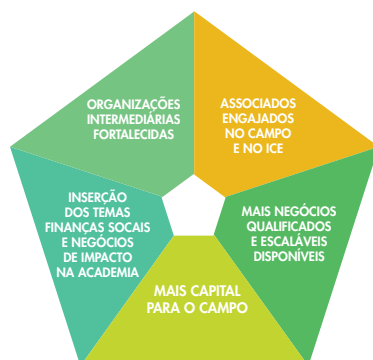 ORGANIZAÇÕES
INTERMEDIÁRIAS
FORTALECIDAS
ASSOCIADOS
ENGAJADOS
NO CAMPO
E NO ICE
INSERÇÃO
DOS TEMAS
FINANÇAS SOCAIS
E NEGÓCIOS
DE IMPACTO
NA ACADEMIA
MAIS NEGÓCIOS
QUALIFICADOS
E ESCALÁVEIS
DISPONÍVEIS
MAIS CAPITAL
PARA O CAMPO